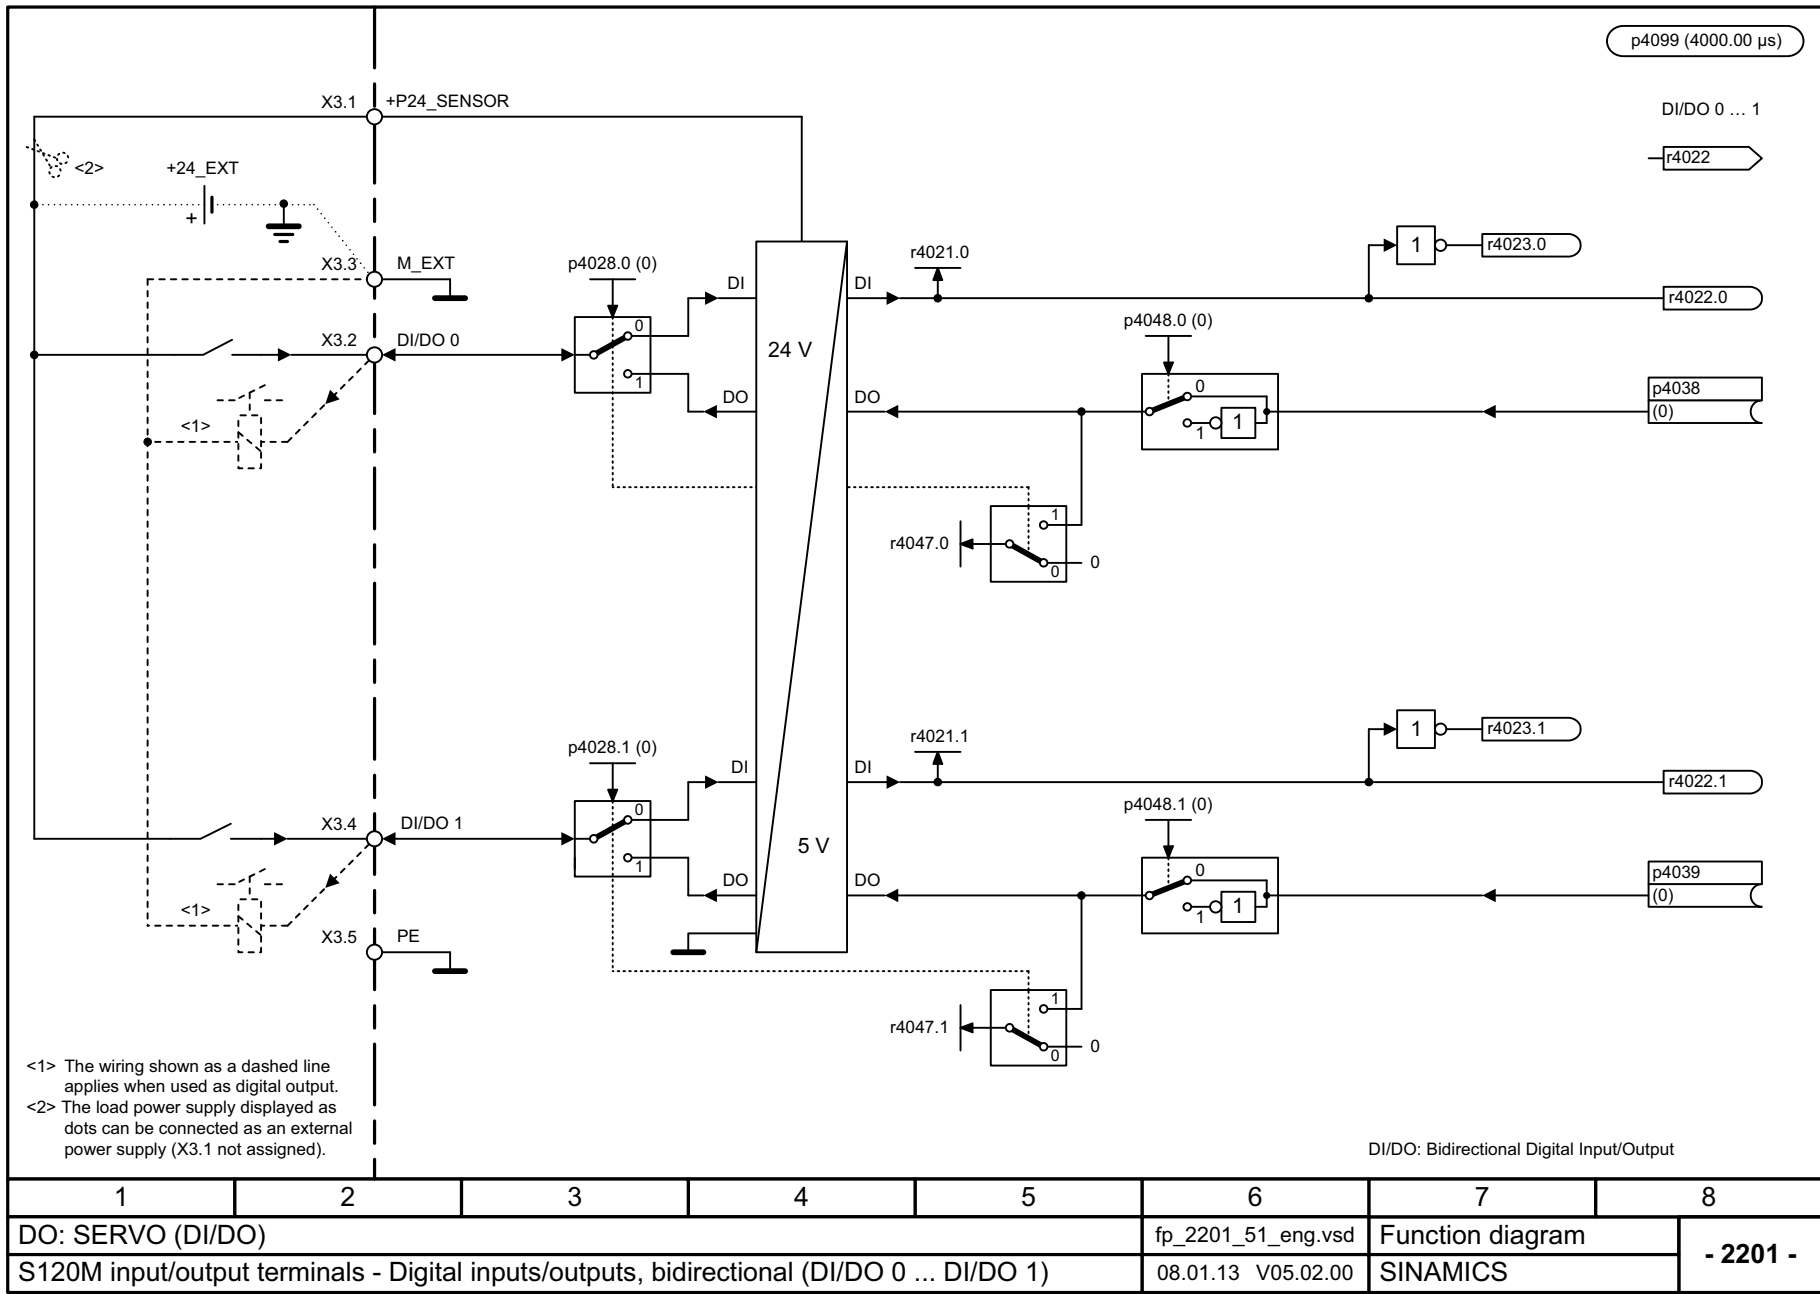 p4099 (4000.00 µs)
X3.1 +P24_SENSOR
DI/DO 0 … 1
<2> +24_EXT
r4022
+
X3.3 M_EXT
p4028.0 (0)
DI
DI
r4021.0
1
r4023.0
r4022.0
p4048.0 (0)
X3.2 DI/DO 0
0
1
24 V
<1>
DO
DO
0
1
1
p4038
(0)
r4047.0
1
0
0
p4028.1 (0)
DI
DI
r4021.1
1
r4023.1
r4022.1
p4048.1 (0)
X3.4 DI/DO 1
0
1
5 V
<1>
DO
DO
0
1
1
p4039
(0)
X3.5 PE
r4047.1
1
0
0
<1> The wiring shown as a dashed line
applies when used as digital output.
<2> The load power supply displayed as
dots can be connected as an external
power supply (X3.1 not assigned).
DI/DO: Bidirectional Digital Input/Output
1 2 3 4 5 6 7 8
DO: SERVO (DI/DO)
fp_2201_51_eng.vsd
Function diagram
- 2201 -
S120M input/output terminals - Digital inputs/outputs, bidirectional (DI/DO 0 ... DI/DO 1)
08.01.13 V05.02.00
SINAMICS